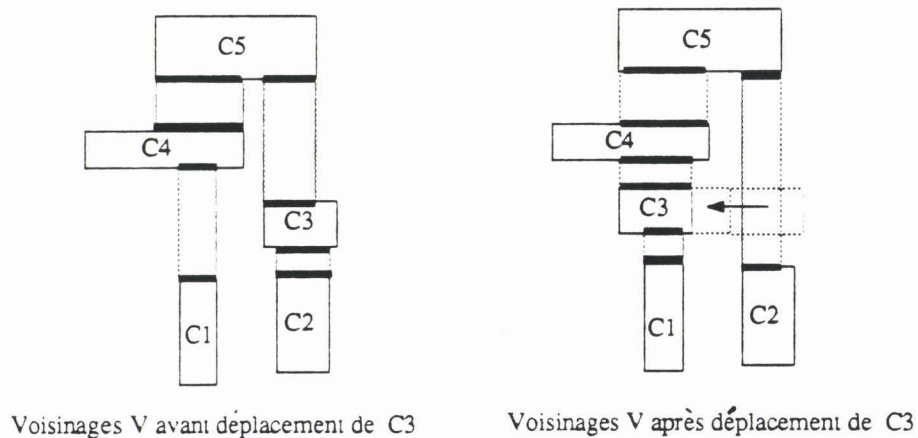 C5
C4
C3
C1
C2
C5
C4
C3
C1
C2
Voisinages V avant déplacement de C3
Voisinages V après déplacement de C3